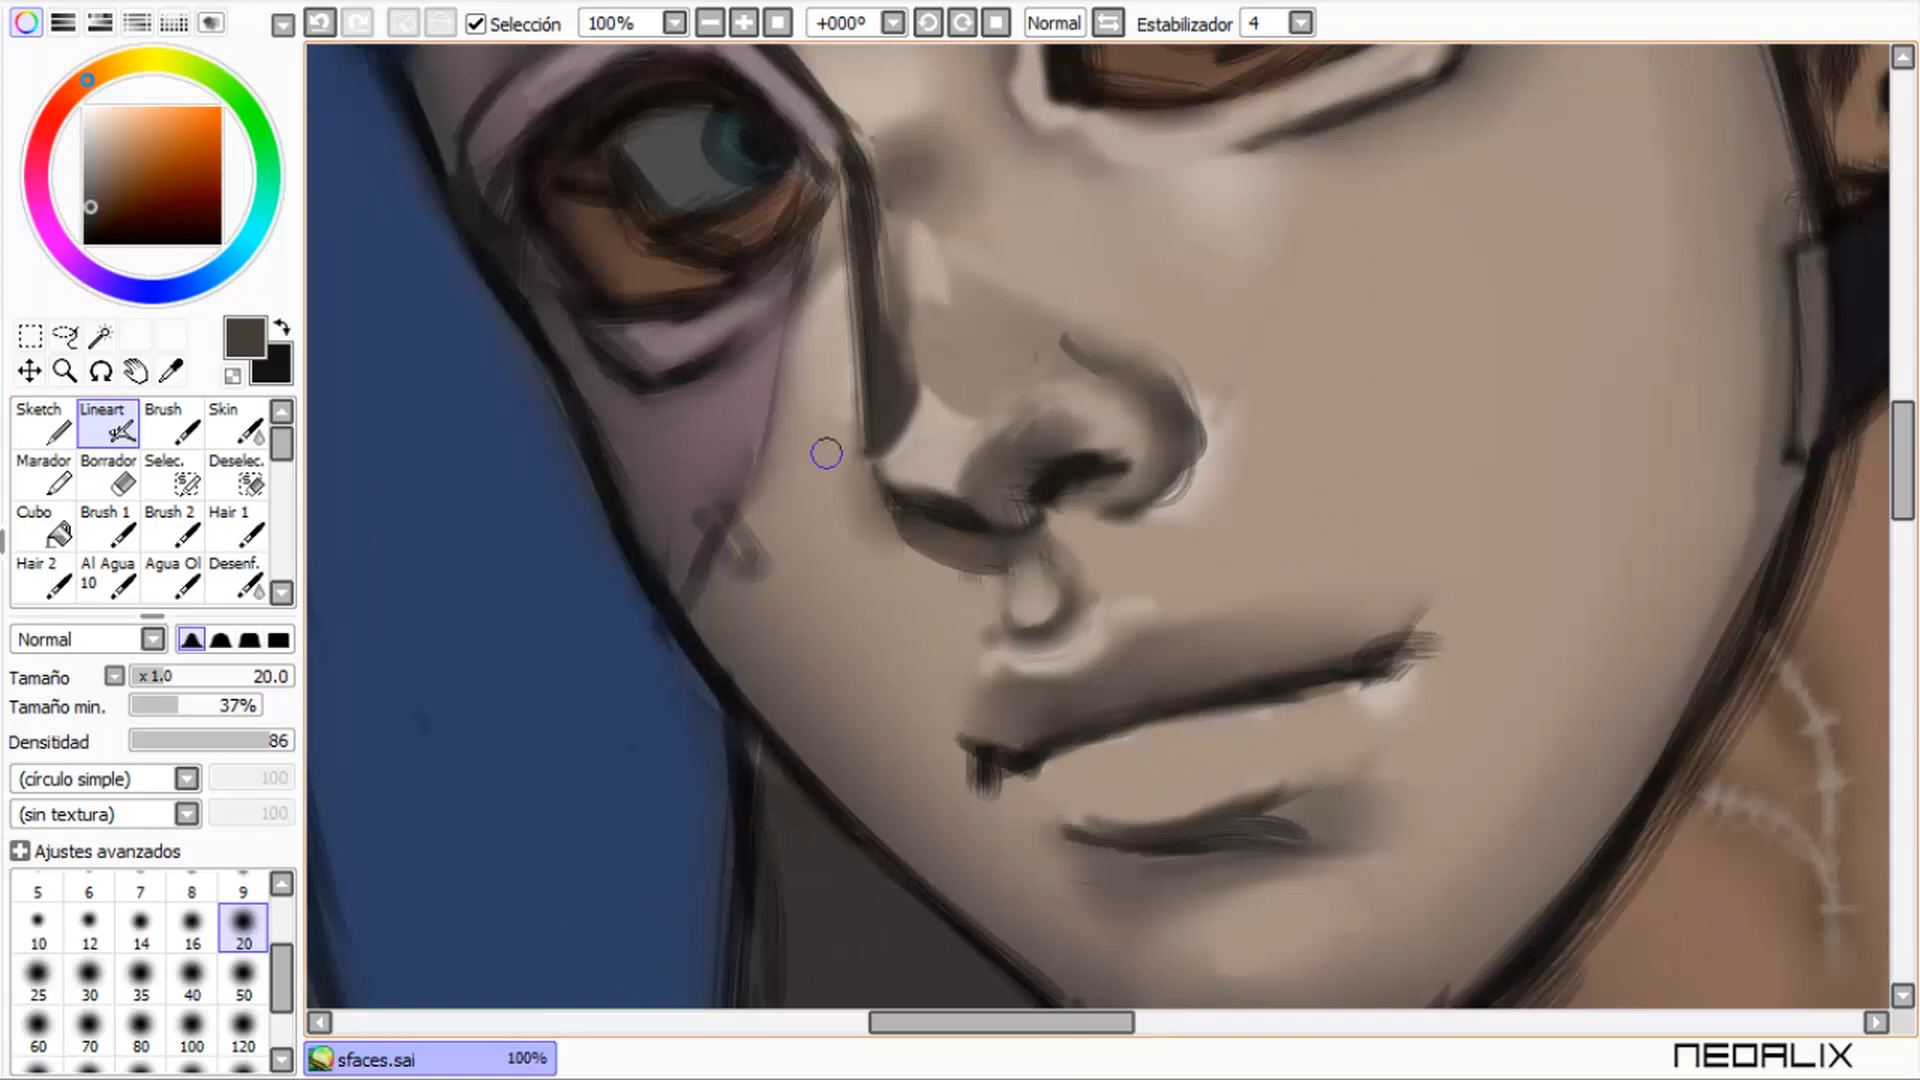 Selección 100% +000º Normal Estabilizador 4
Sketch Lineart Brush Skin
Marador Borrador Selec. Deselec.
Cubo Brush 1 Brush 2 Hair 1
Hair 2 Al Agua 10 Agua Ol Desenf.
Normal
Tamaño x 1.0 20.0
Tamaño min. 37%
Densitidad 86
(círculo simple) 100
(sin textura) 100
Ajustes avanzados
5 6 7 8 9
10 12 14 16 20
25 30 35 40 50
60 70 80 100 120
sfaces.sai 100%
NEOALIX